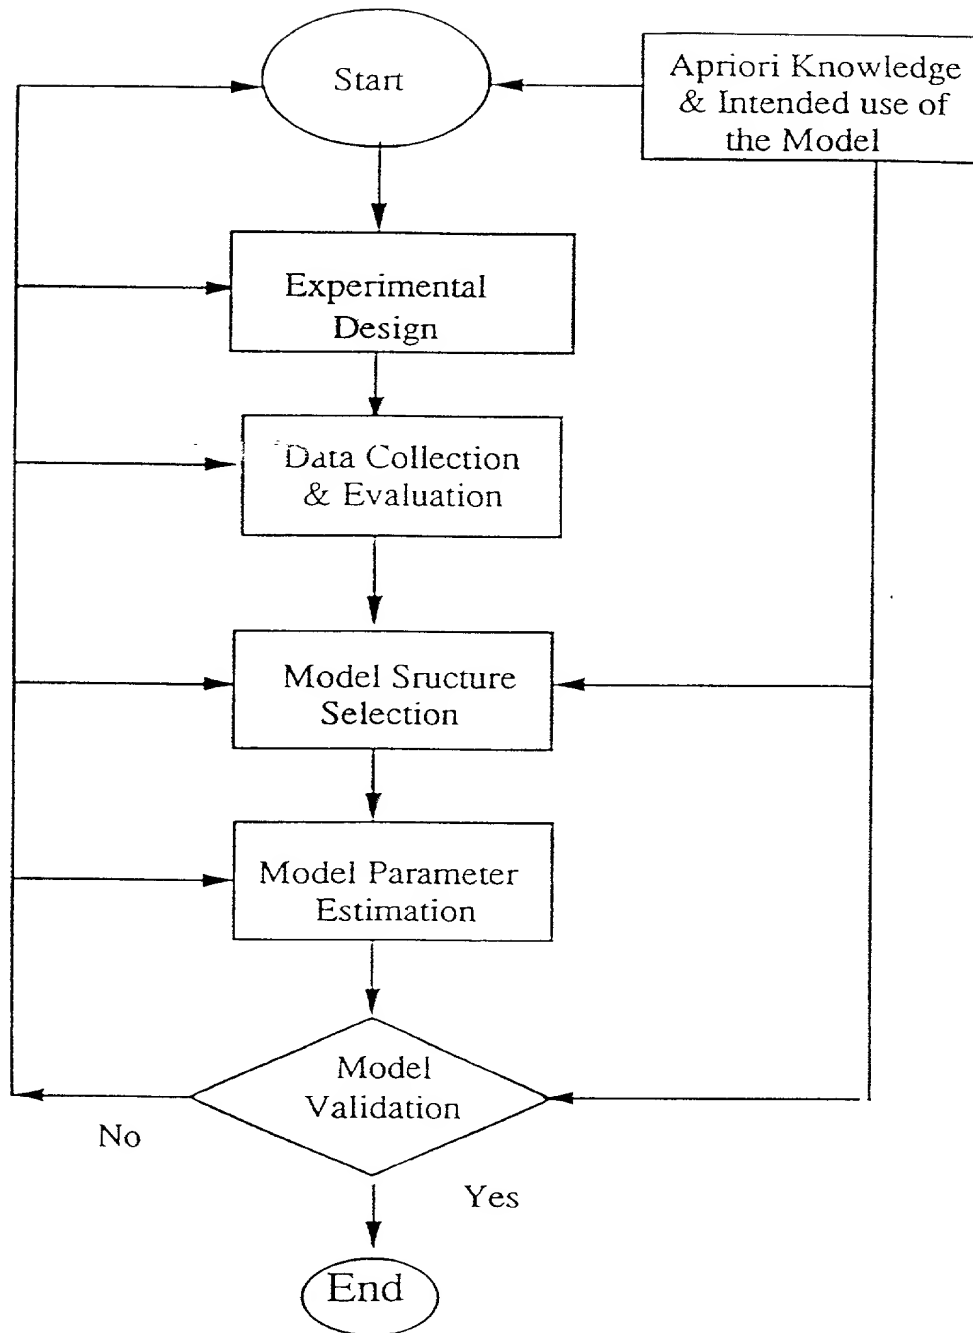 Start
Apriori Knowledge
& Intended use of
the Model
Experimental
Design
Data Collection
& Evaluation
Model Sructure
Selection
Model Parameter
Estimation
Model
Validation
No
Yes
End